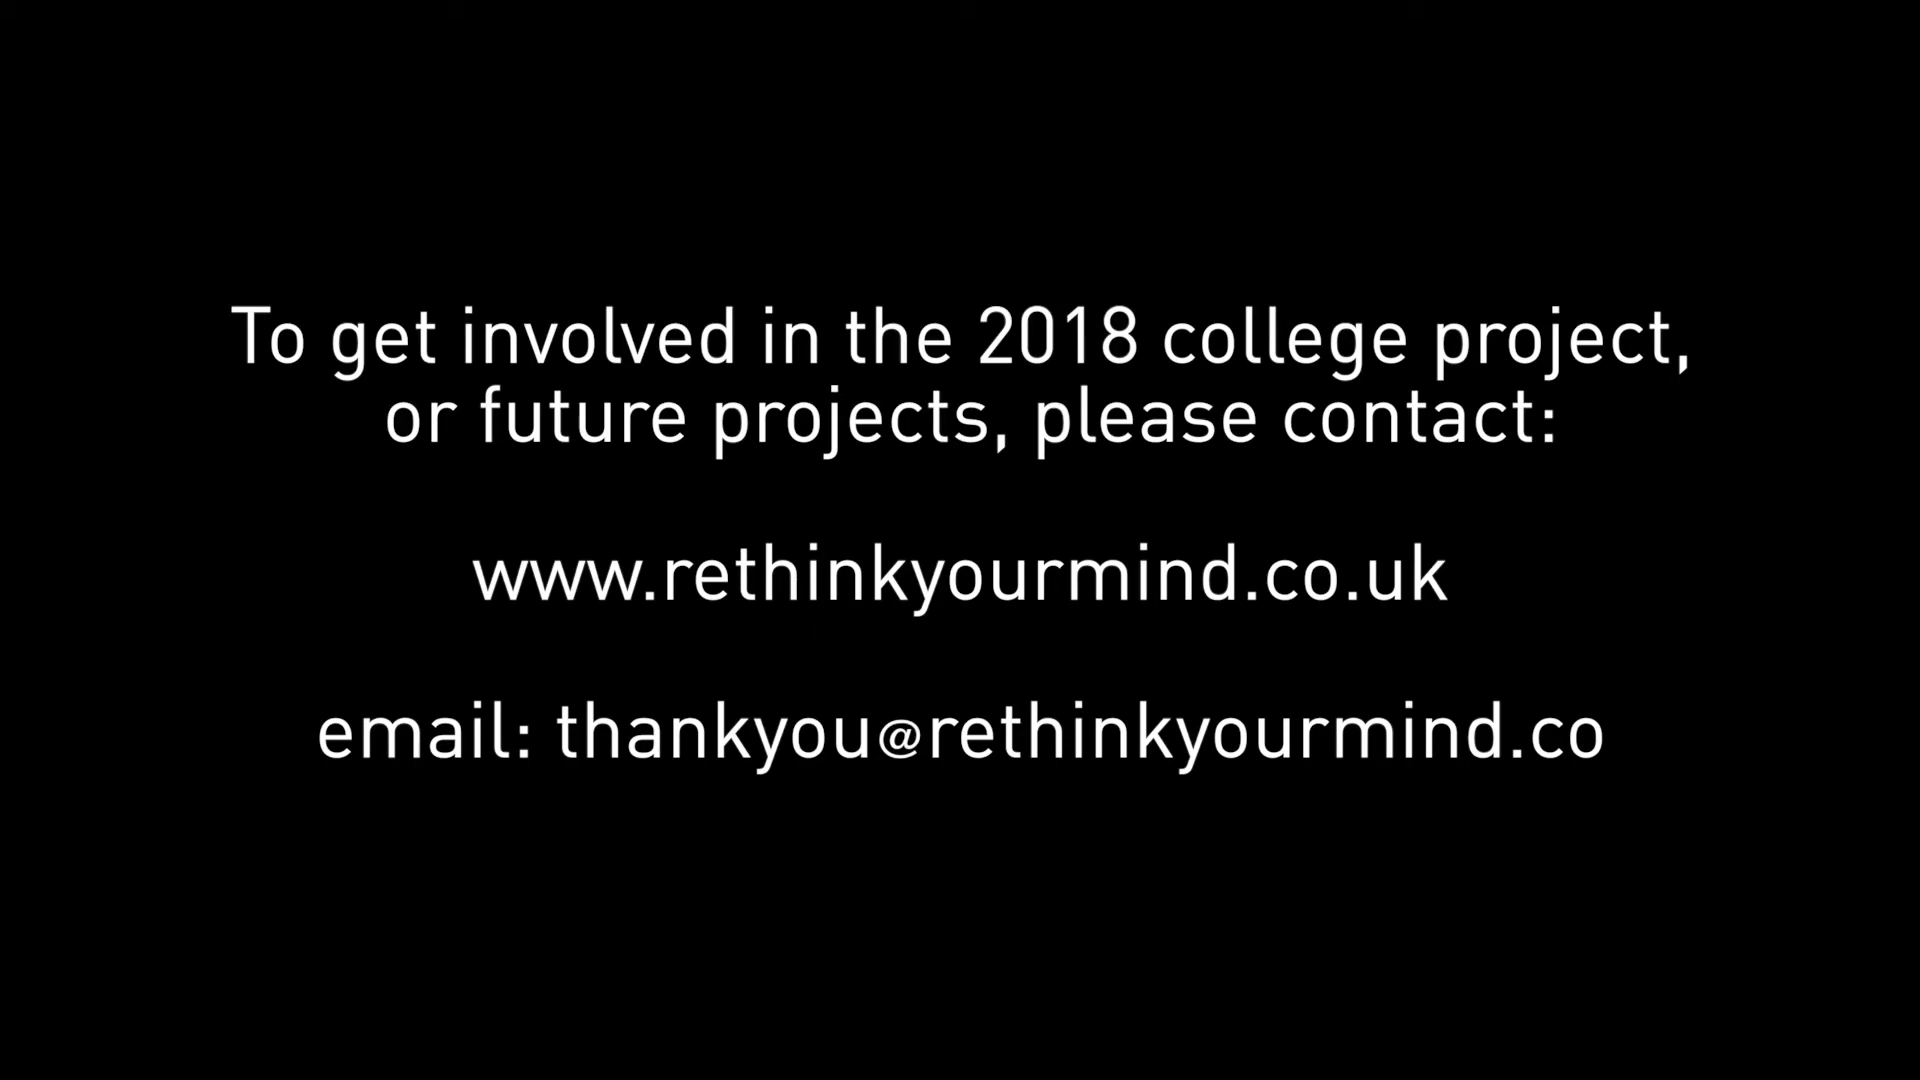 To get involved in the 2018 college project,
or future projects, please contact:
www.rethinkyourmind.co.uk
email: thankyou@rethinkyourmind.co